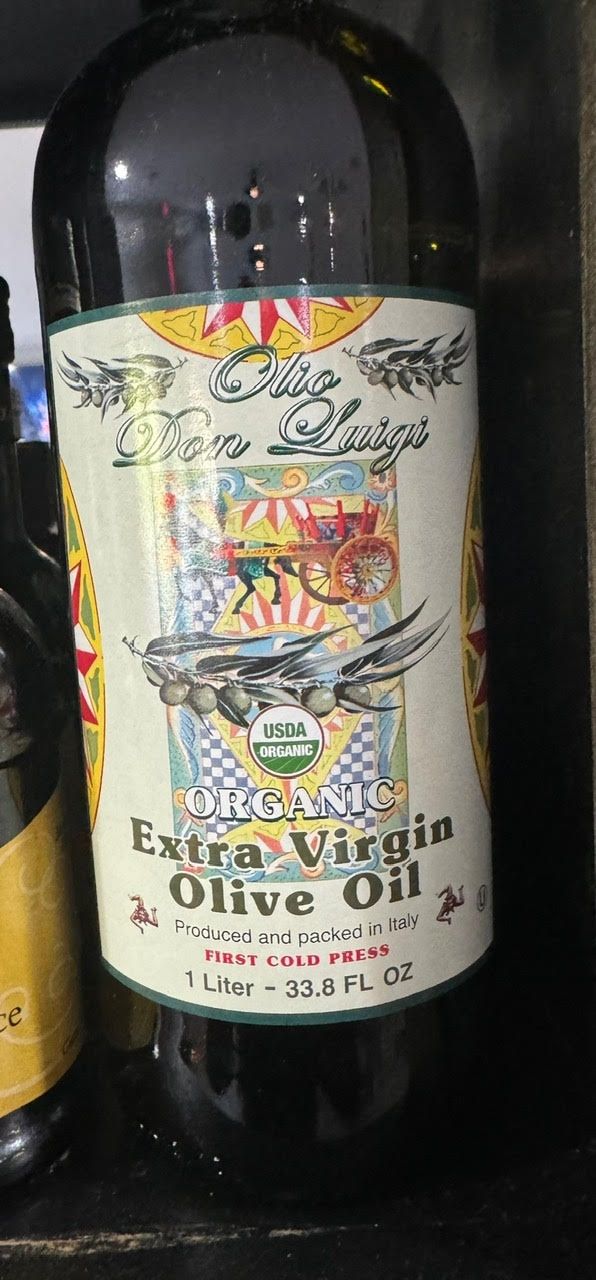 Olio
Don Luigi
USDA
ORGANIC
ORGANIC
Extra Virgin
Olive Oil
Produced and packed in Italy
FIRST COLD PRESS
1 Liter - 33.8 FL OZ
U